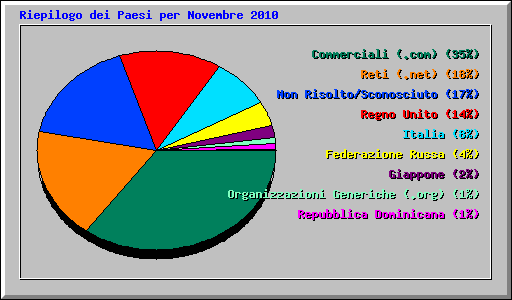 Riepilogo dei Paesi per Novembre 2010
Commerciali (.com) (35%)
Reti (.net) (18%)
Non Risolto/Sconosciuto (17%)
Regno Unito (14%)
Italia (8%)
Federazione Russa (4%)
Giappone (2%)
Organizzazioni Generiche (.org) (1%)
Repubblica Dominicana (1%)